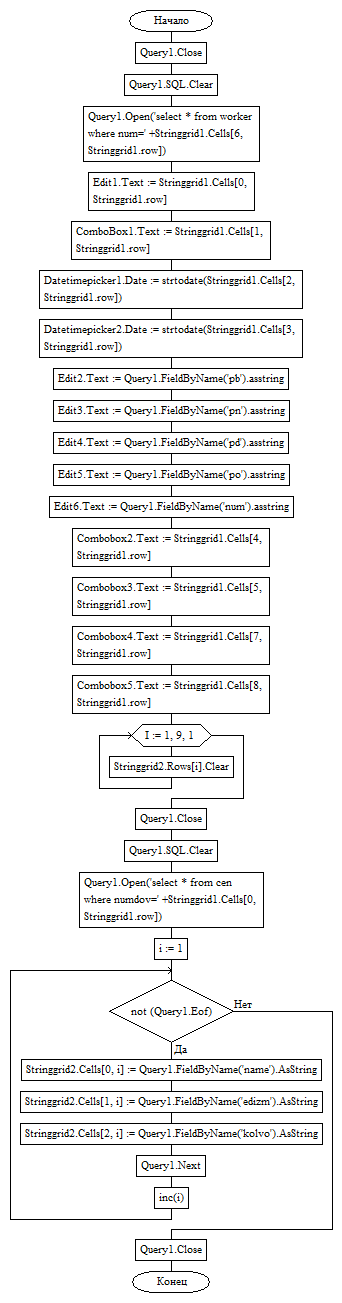 Начало
Query1.Close
Query1.SQL.Clear
Query1.Open('select * from worker
where num=' +Stringgrid1.Cells[6,
Stringgrid1.row])
Edit1.Text := Stringgrid1.Cells[0,
Stringgrid1.row]
ComboBox1.Text := Stringgrid1.Cells[1,
Stringgrid1.row]
Datetimepicker1.Date := strtodate(Stringgrid1.Cells[2,
Stringgrid1.row])
Datetimepicker2.Date := strtodate(Stringgrid1.Cells[3,
Stringgrid1.row])
Edit2.Text := Query1.FieldByName('pb').asstring
Edit3.Text := Query1.FieldByName('pn').asstring
Edit4.Text := Query1.FieldByName('pd').asstring
Edit5.Text := Query1.FieldByName('po').asstring
Edit6.Text := Query1.FieldByName('num').asstring
Combobox2.Text := Stringgrid1.Cells[4,
Stringgrid1.row]
Combobox3.Text := Stringgrid1.Cells[5,
Stringgrid1.row]
Combobox4.Text := Stringgrid1.Cells[7,
Stringgrid1.row]
Combobox5.Text := Stringgrid1.Cells[8,
Stringgrid1.row]
I := 1, 9, 1
Stringgrid2.Rows[i].Clear
Query1.Close
Query1.SQL.Clear
Query1.Open('select * from cen
where numdov=' +Stringgrid1.Cells[0,
Stringgrid1.row])
i := 1
not (Query1.Eof)
Нет
Да
Stringgrid2.Cells[0, i] := Query1.FieldByName('name').AsString
Stringgrid2.Cells[1, i] := Query1.FieldByName('edizm').AsString
Stringgrid2.Cells[2, i] := Query1.FieldByName('kolvo').AsString
Query1.Next
inc(i)
Query1.Close
Конец